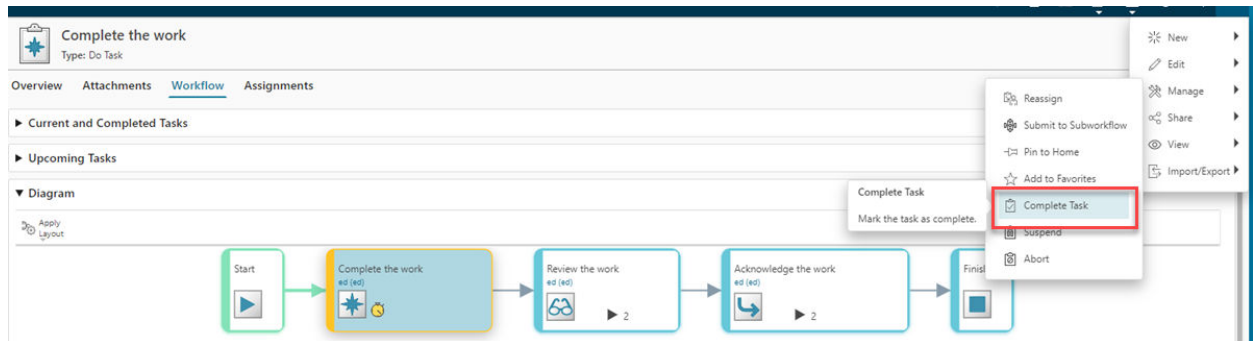 Complete the work
Type: Do Task
Overview Attachments Workflow Assignments
Current and Completed Tasks
Upcoming Tasks
Diagram
Apply
Layout
New
Edit
Manage
Share
View
Import/Export
Reassign
Submit to Subworkflow
Pin to Home
Add to Favorites
Complete Task
Suspend
Abort
Complete Task
Mark the task as complete.
Start
Complete the work
ed (ed)
Review the work
ed (ed)
2
Acknowledge the work
ed (ed)
2
Finish